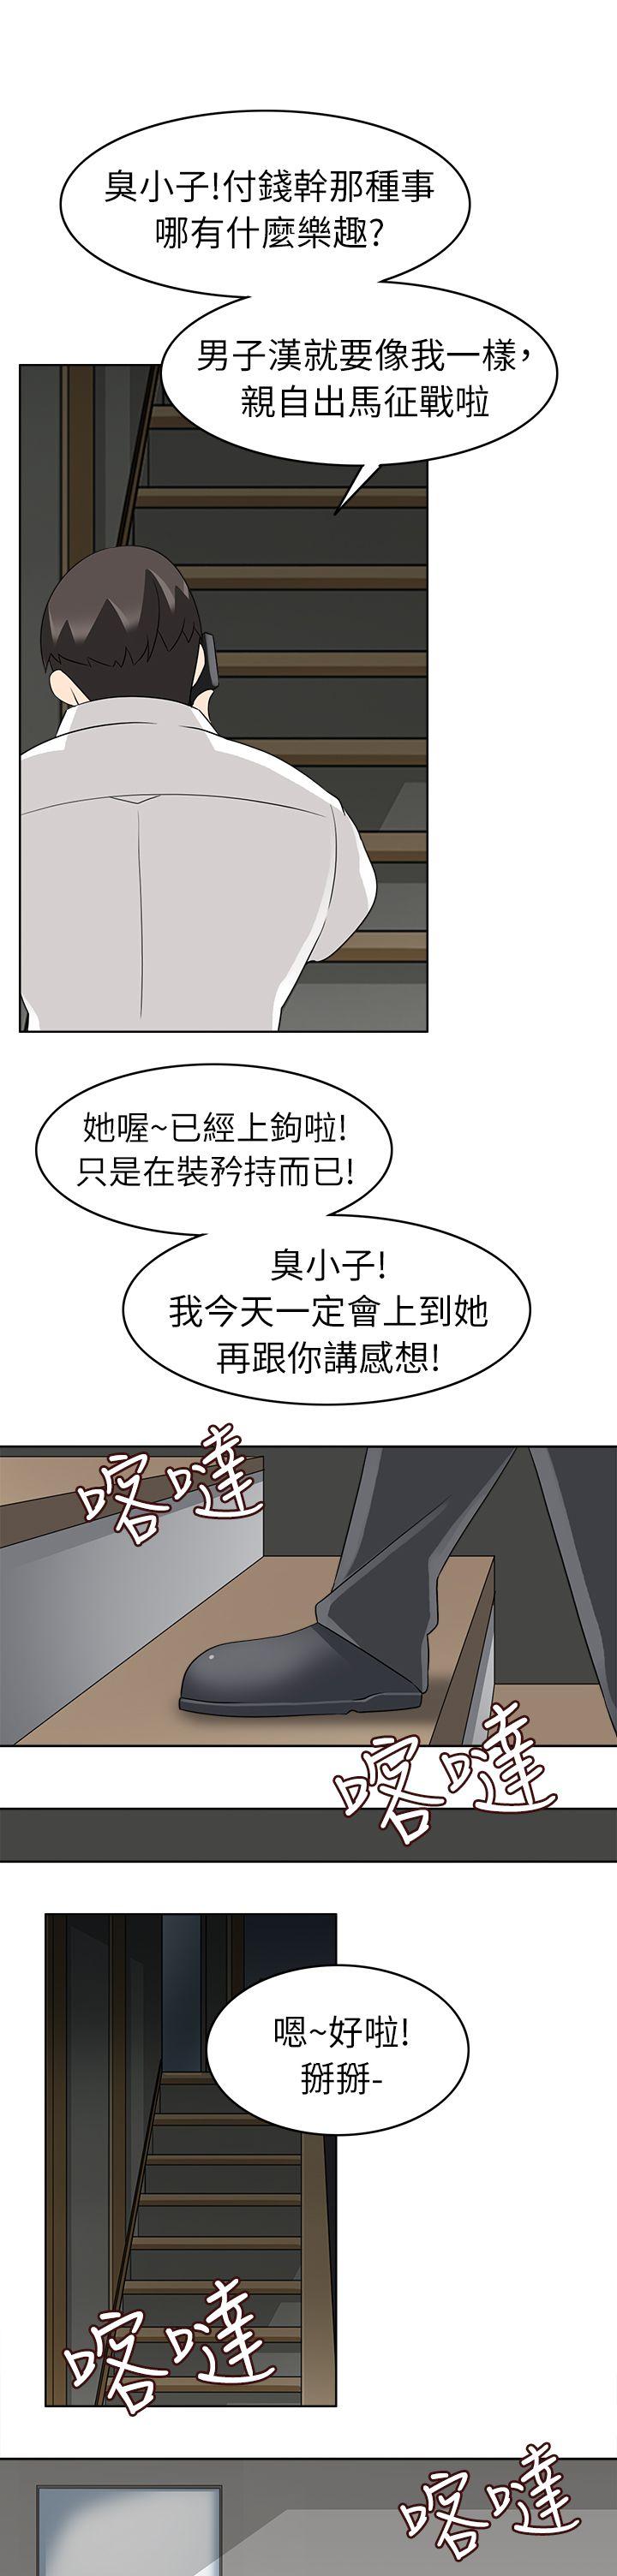 臭小子!付錢幹那種事
哪有什麼樂趣?
男子漢就要像我一樣，
親自出馬征戰啦
她喔~已經上鉤啦!
只是在裝矜持而已!
臭小子!
我今天一定會上到她
再跟你講感想!
喀噠
喀噠
嗯~好啦!
掰掰-
喀噠
喀噠